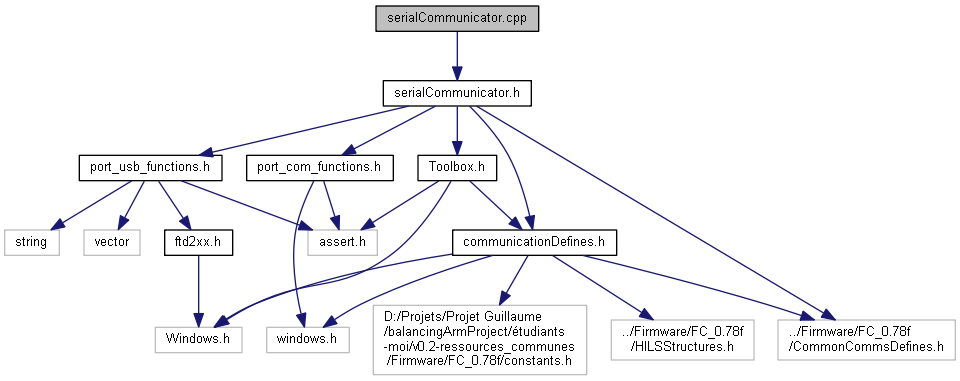 serialCommunicator.cpp
serialCommunicator.h
port_usb_functions.h
port_com_functions.h
Toolbox.h
string
vector
ftd2xx.h
assert.h
communicationDefines.h
Windows.h
windows.h
D:/Projets/Projet Guillaume
/balancingArmProject/étudiants
-moi/v0.2-ressources_communes
/Firmware/FC_0.78f/constants.h
../Firmware/FC_0.78f
/HILSStructures.h
../Firmware/FC_0.78f
/CommonCommsDefines.h